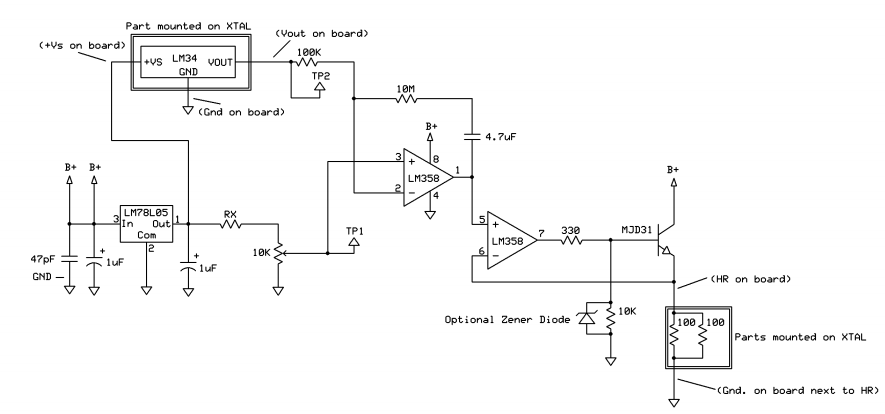 Part mounted on XTAL
(+Vs on board)
(Vout on board)
+VS
LM34
VOUT
GND
100K
TP2
(Gnd on board)
10M
4.7uF
B+
8
3
+
LM358
1
2
-
4
B+
B+
LM78L05
3
In
Out
1
Com
2
RX
TP1
10K
47pF
GND
+
1uF
+
1uF
5
+
LM358
7
6
-
330
MJD31
B+
(HR on board)
Optional Zener Diode
10K
100
100
Parts mounted on XTAL
(Gnd. on board next to HR)